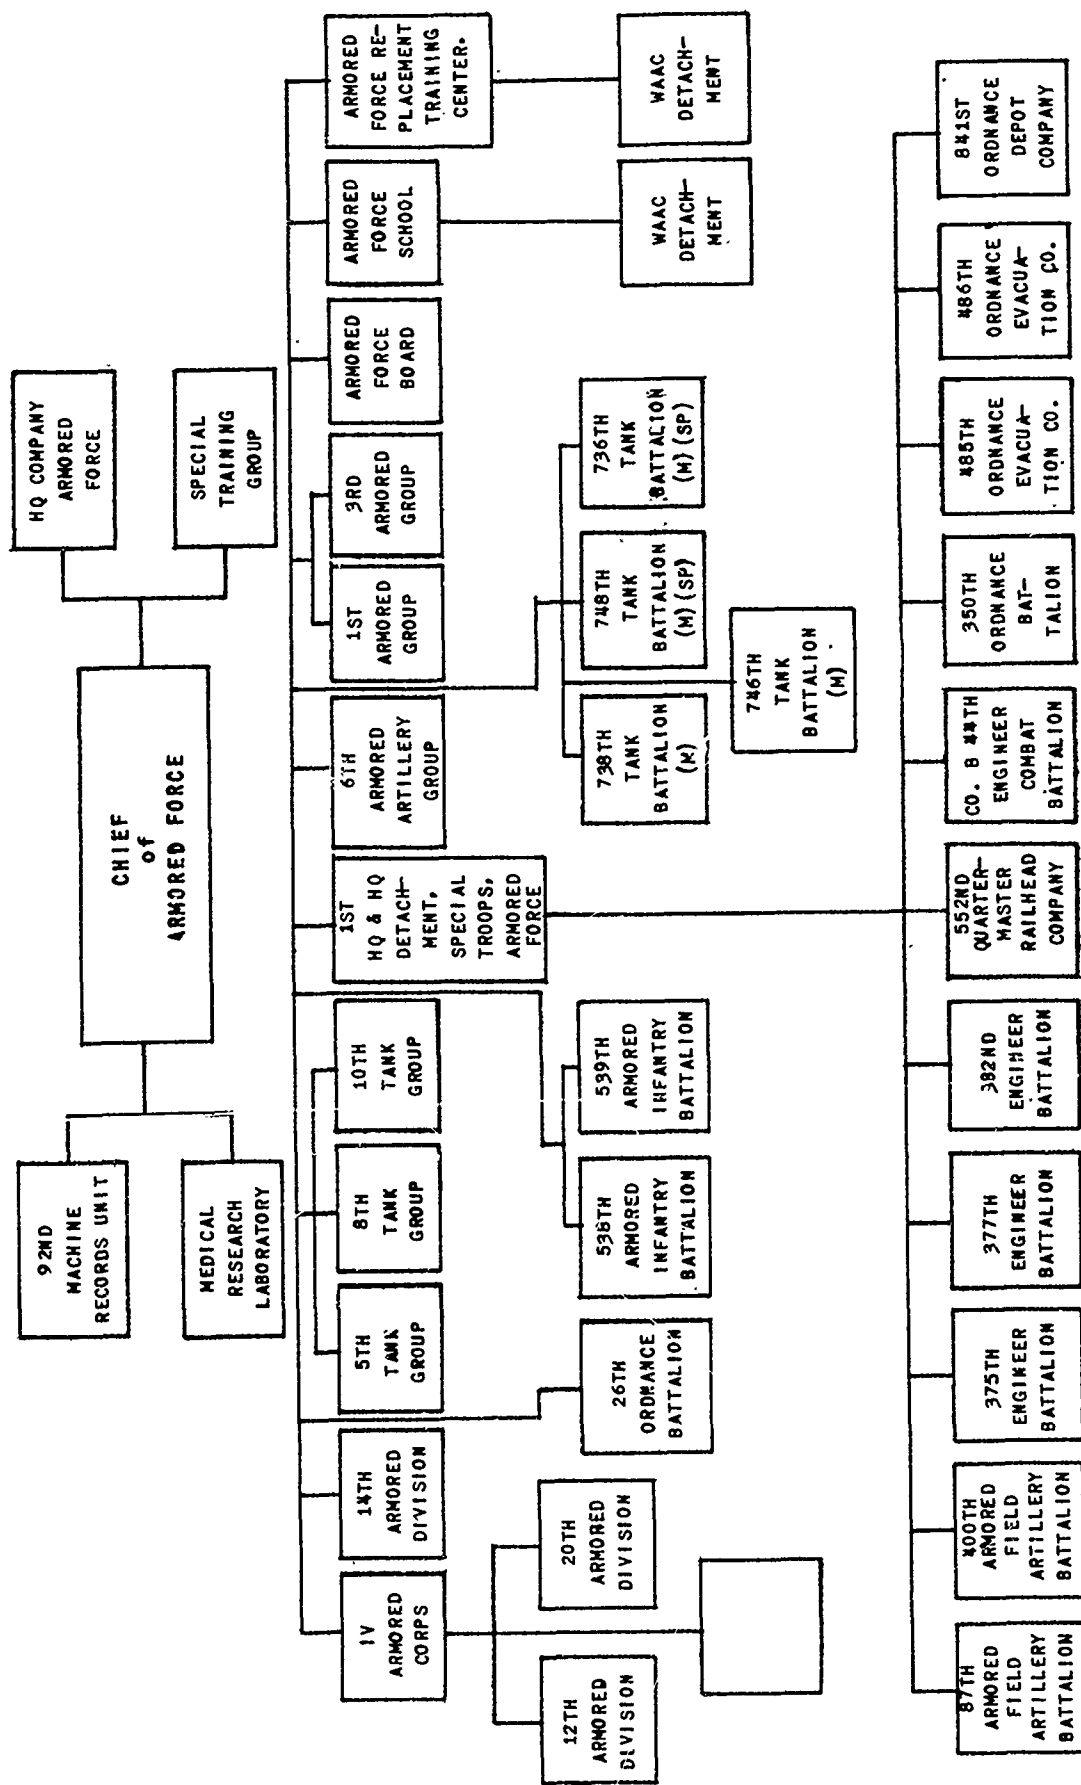 CHIEF
of
ARMORED FORCE
92ND
MACHINE
RECORDS UNIT
MEDICAL
RESEARCH
LABORATORY
HQ COMPANY
ARMORED
FORCE
SPECIAL
TRAINING
GROUP
IV
ARMORED
CORPS
14TH
ARMORED
DIVISION
5TH
TANK
GROUP
8TH
TANK
GROUP
10TH
TANK
GROUP
1ST
HQ & HQ
DETACH-
MENT,
SPECIAL
TROOPS,
ARMORED
FORCE
6TH
ARMORED
ARTILLERY
GROUP
1ST
ARMORED
GROUP
3RD
ARMORED
GROUP
ARMORED
FORCE
BOARD
ARMORED
FORCE
SCHOOL
ARMORED
FORCE RE-
PLACEMENT
TRAINING
CENTER.
12TH
ARMORED
DIVISION
20TH
ARMORED
DIVISION
26TH
ORDNANCE
BATTALION
538TH
ARMORED
INFANTRY
BATTALION
539TH
ARMORED
INFANTRY
BATTALION
738TH
TANK
BATTALION
(M)
748TH
TANK
BATTALION
(M)(SP)
736TH
TANK
BATTALION
(M)(SP)
746TH
TANK
BATTALION
(M)
WAAC
DETACH-
MENT
WAAC
DETACH-
MENT
87TH
ARMORED
FIELD
ARTILLERY
BATTALION
400TH
ARMORED
FIELD
ARTILLERY
BATTALION
375TH
ENGINEER
BATTALION
377TH
ENGINEER
BATTALION
382ND
ENGINEER
BATTALION
552ND
QUARTER-
MASTER
RAILHEAD
COMPANY
CO. B 44TH
ENGINEER
COMBAT
BATTALION
350TH
ORDNANCE
BAT-
TALION
485TH
ORDNANCE
EVACUA-
TION CO.
486TH
ORDNANCE
EVACUA-
TION CO.
841ST
ORDNANCE
DEPOT
COMPANY